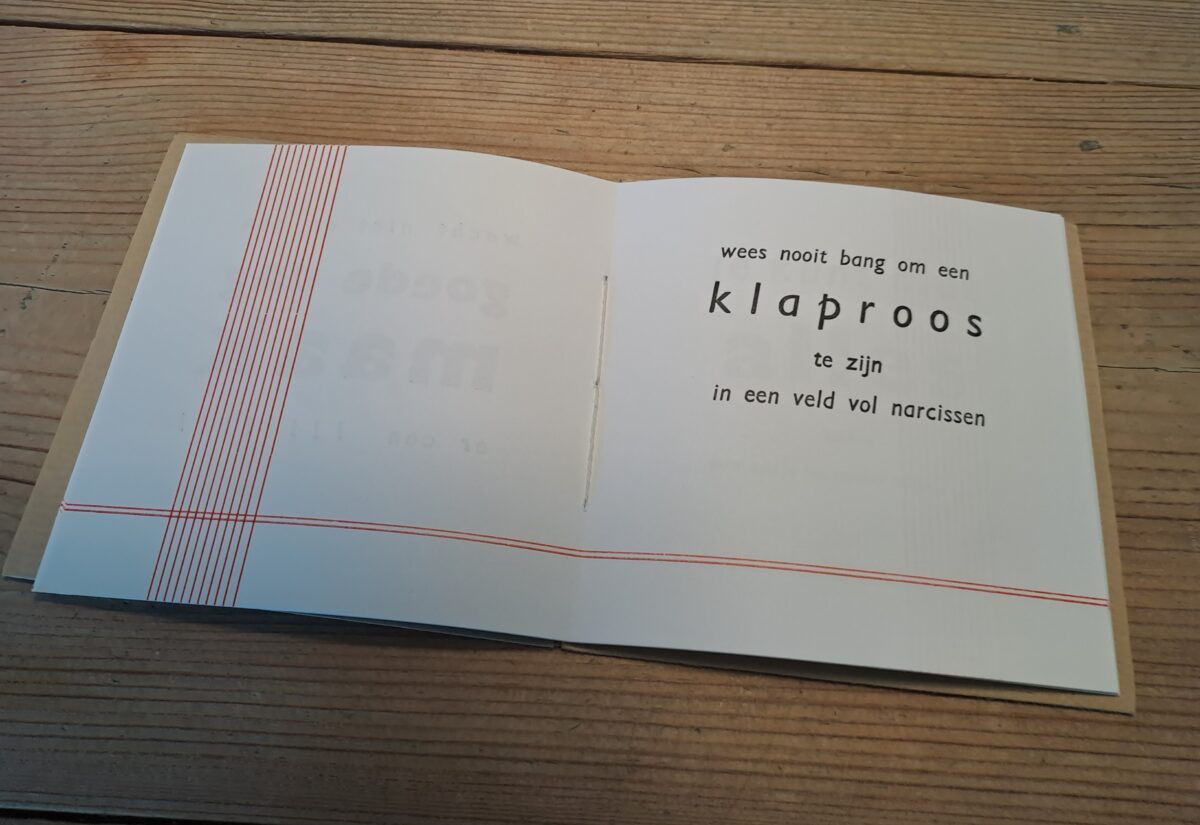 wees nooit bang om een
klaproos
te zijn
in een veld vol narcissen